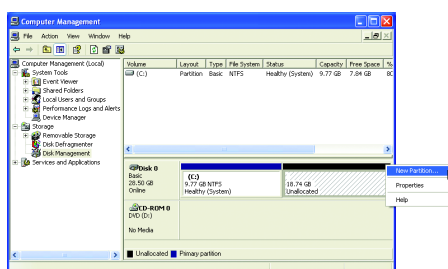 Computer Management
File Action View Window Help
Computer Management (Local)
System Tools
Event Viewer
Shared Folders
Local Users and Groups
Performance Logs and Alerts
Device Manager
Storage
Removable Storage
Disk Defragmenter
Disk Management
Services and Applications
Volume Layout Type File System Status Capacity Free Space %
(C:) Partition Basic NTFS Healthy (System) 9.77 GB 7.84 GB 80
Disk 0
Basic
28.50 GB
Online
(C:)
9.77 GB NTFS
Healthy (System)
18.74 GB
Unallocated
CD-ROM 0
DVD (D:)
No Media
Unallocated Primary partition
New Partition...
Properties
Help